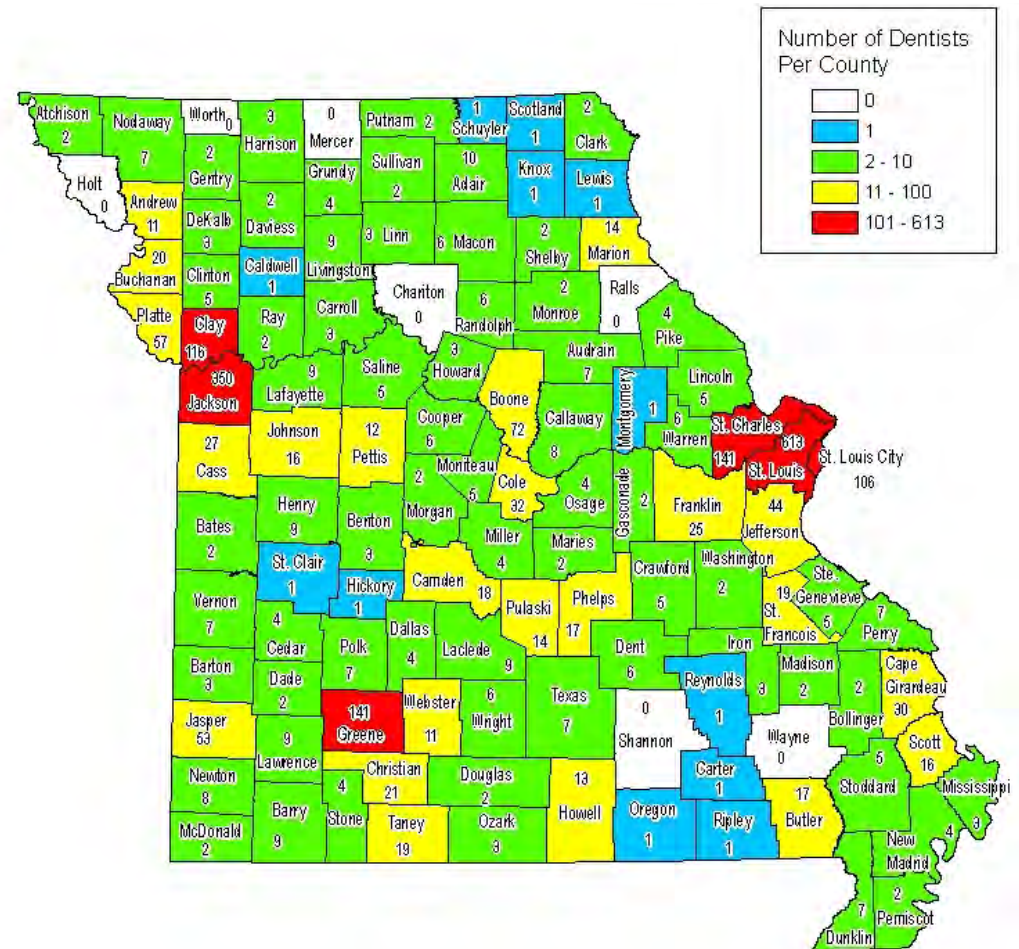 Number of Dentists
Per County
0
1
2 - 10
11 - 100
101 - 613
Atchison
2
Nodaway
7
Worth
0
3
Harrison
0
Mercer
Putnam 2
1
Schuyler
Scotland
1
2
Clark
Holt
0
2
Gentry
Grundy
4
Sullivan
2
10
Adair
Knox
1
Lewis
1
Andrew
11
DeKalb
3
2
Daviess
9
Livingston
3 Linn
6 Macon
2
Shelby
14
Marion
20
Buchanan
Clinton
5
Caldwell
1
Chariton
0
6
Randolph
2
Monroe
Ralls
0
Platte
57
Clay
116
Ray
2
Carroll
3
4
Pike
350
Jackson
9
Lafayette
Saline
5
3
Howard
Boone
72
Audrain
7
Montgomery
1
Lincoln
5
27
Cass
Johnson
16
12
Pettis
Cooper
6
Callaway
8
6
Warren
St. Charles
141
613
St. Louis
St. Louis City
106
Moniteau
5
Cole
32
4
Osage
Gasconade
2
Franklin
25
44
Jefferson
Bates
2
Henry
9
Benton
3
2
Morgan
Miller
4
Maries
2
St. Clair
1
Hickory
1
Camden
18
Pulaski
14
Phelps
17
Crawford
5
Washington
2
Ste.
Genevieve
5
19
St.
Francois
7
Perry
Vernon
7
4
Cedar
Polk
7
Dallas
4
Laclede
9
Dent
6
Iron
3
Madison
2
2
Bollinger
Cape
Girardeau
30
Barton
3
Dade
2
141
Greene
Webster
11
6
Wright
Texas
7
0
Shannon
Reynolds
1
Wayne
0
Scott
16
Jasper
53
9
Lawrence
Christian
21
Douglas
2
13
Howell
Carter
1
5
Stoddard
Mississippi
3
Newton
8
Barry
9
4
Stone
Taney
19
Ozark
3
Oregon
1
Ripley
1
17
Butler
4
New
Madrid
McDonald
2
7
Dunklin
2
Pemiscot